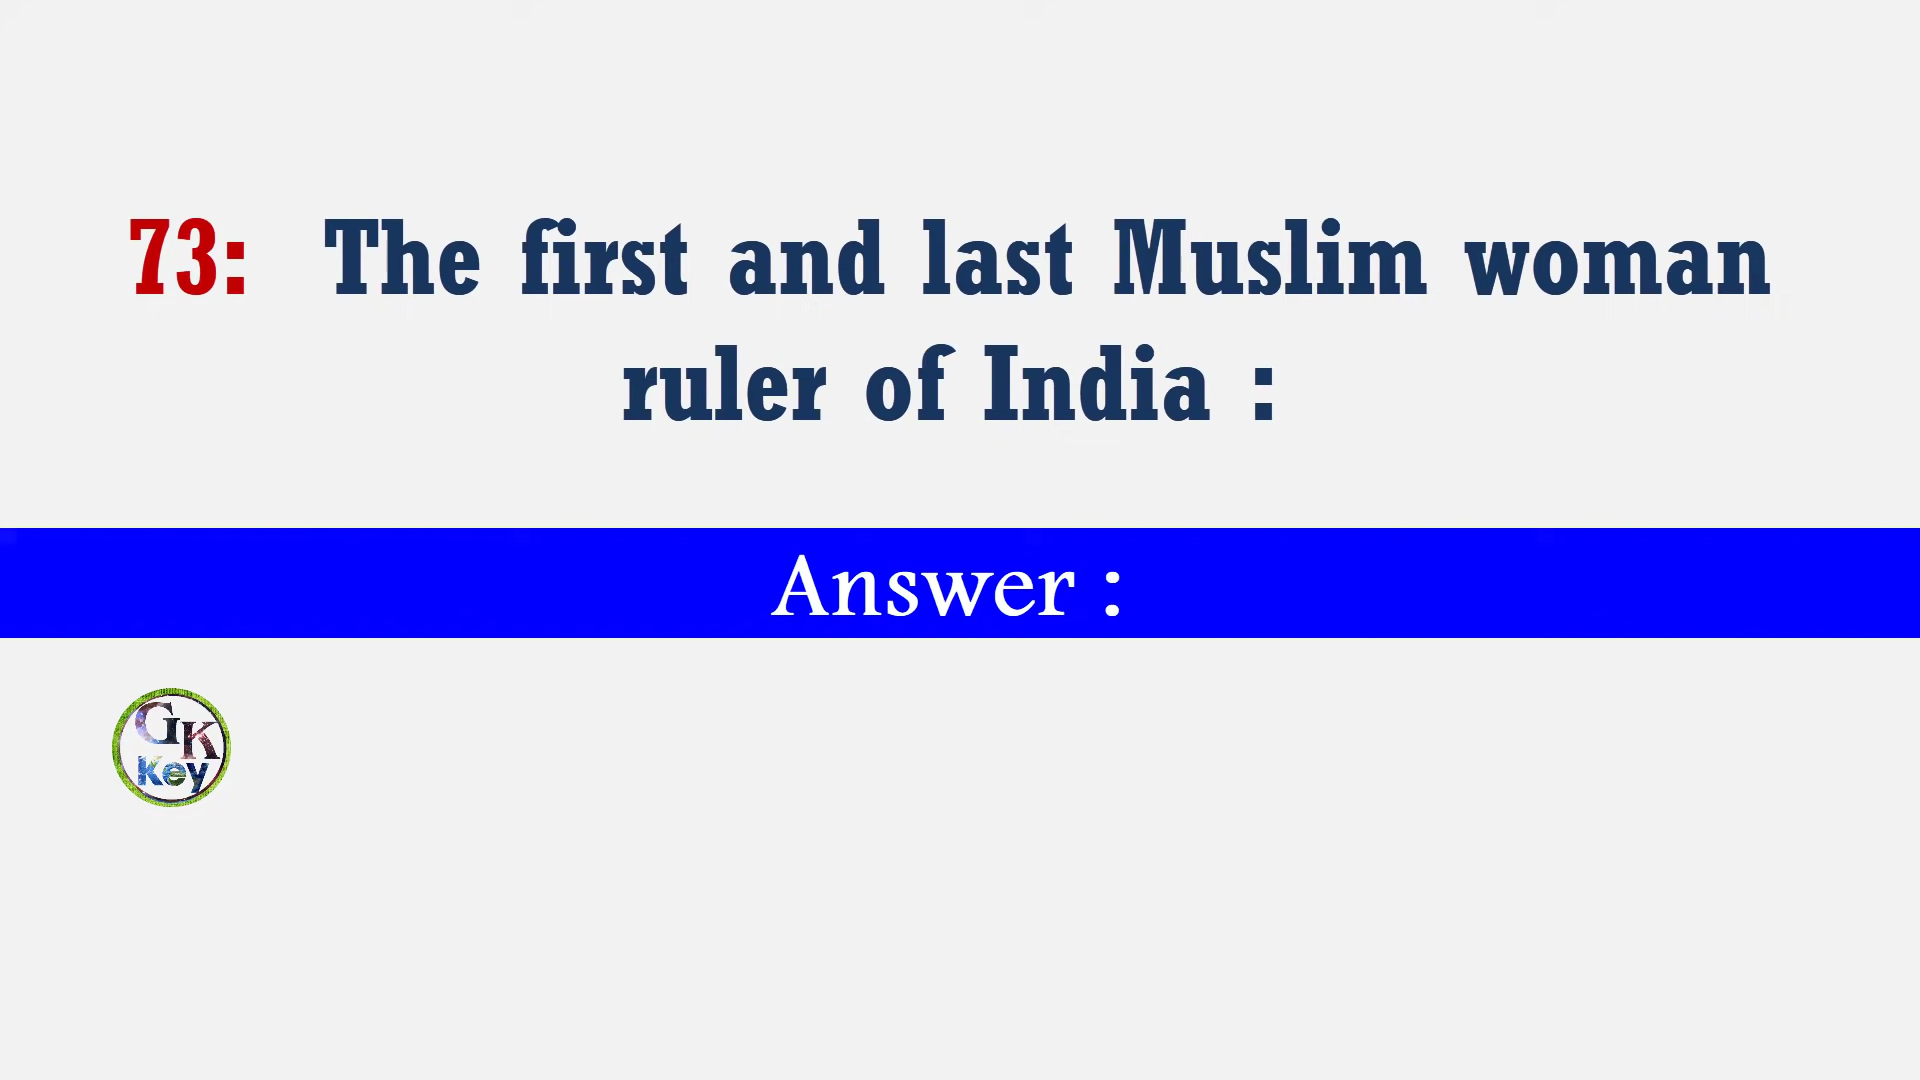 73: The first and last Muslim woman
ruler of India :
Answer :
GK
Key